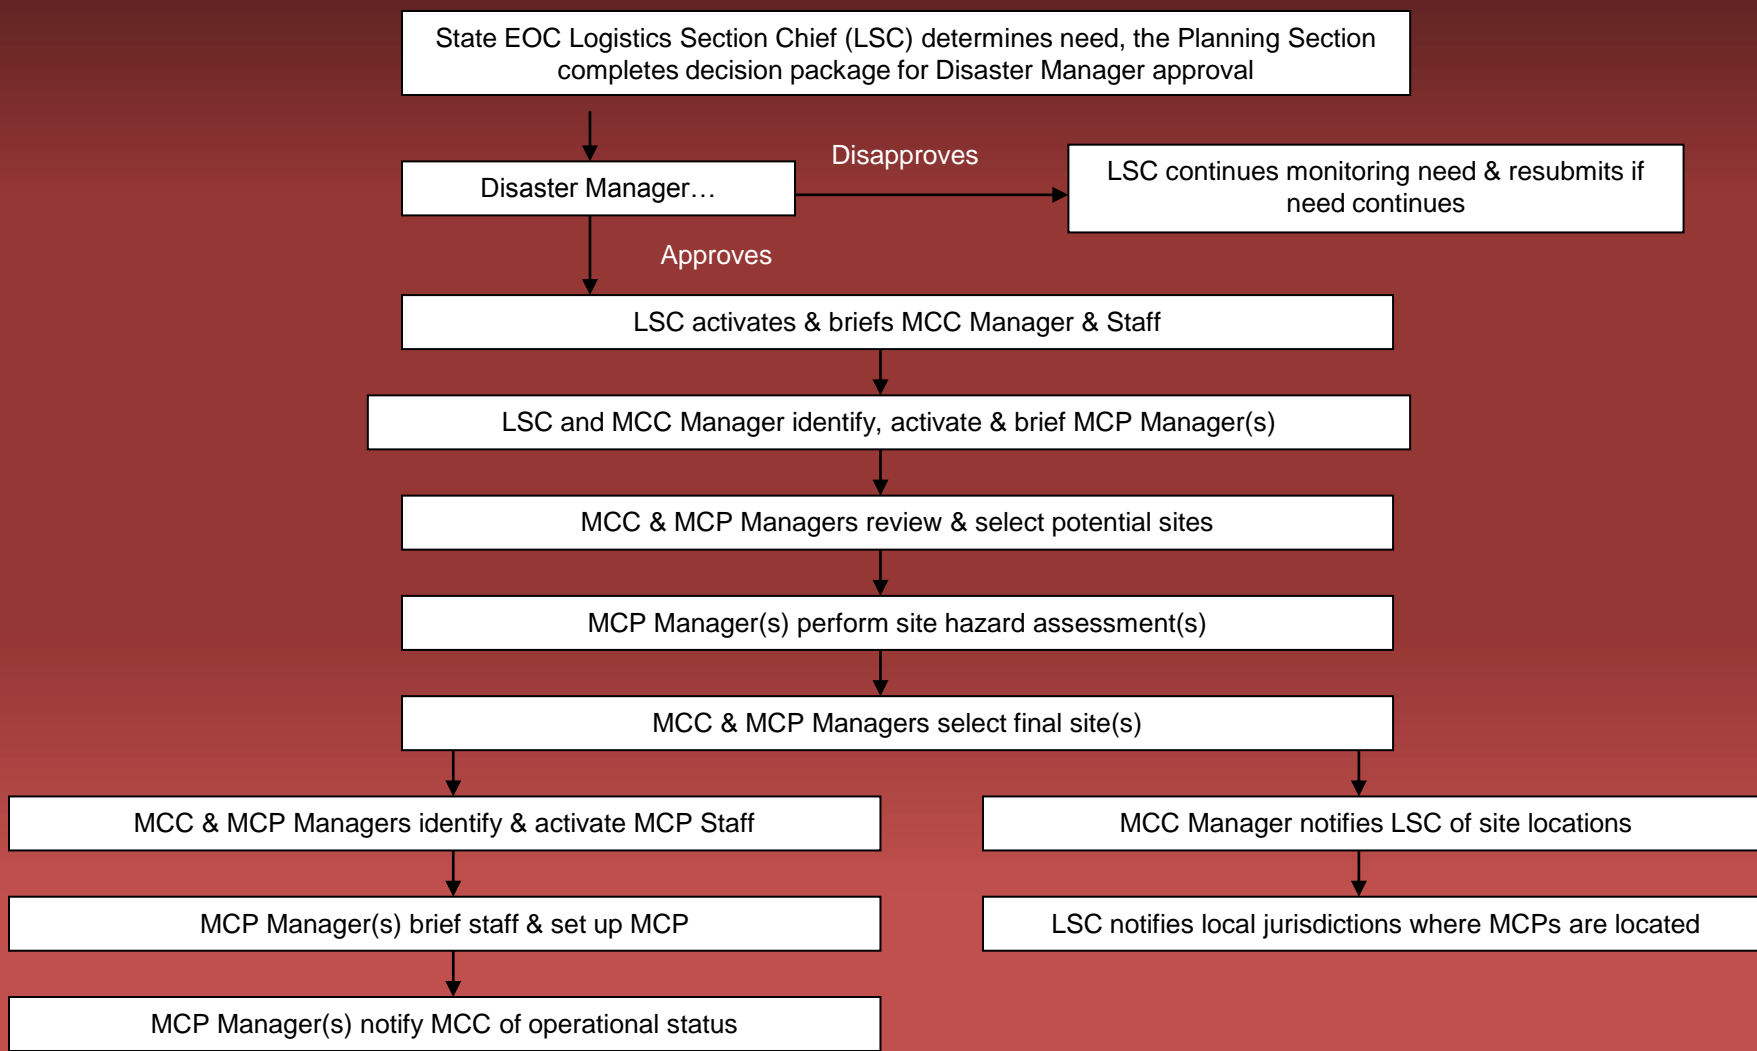 State EOC Logistics Section Chief (LSC) determines need, the Planning Section
completes decision package for Disaster Manager approval
Disapproves
Disaster Manager…
LSC continues monitoring need & resubmits if
need continues
Approves
LSC activates & briefs MCC Manager & Staff
LSC and MCC Manager identify, activate & brief MCP Manager(s)
MCC & MCP Managers review & select potential sites
MCP Manager(s) perform site hazard assessment(s)
MCC & MCP Managers select final site(s)
MCC & MCP Managers identify & activate MCP Staff
MCC Manager notifies LSC of site locations
MCP Manager(s) brief staff & set up MCP
LSC notifies local jurisdictions where MCPs are located
MCP Manager(s) notify MCC of operational status